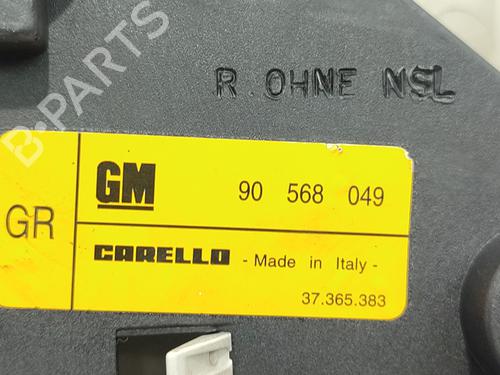 B-PARTS
R OHNE NSL
GM 90 568 049
GR
CARELLO - Made in Italy -
37.365.383